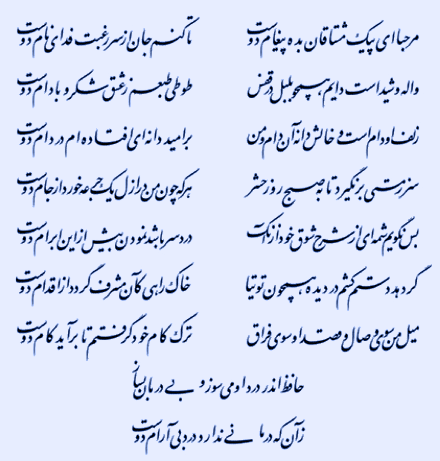 مرحبا ای پیک مشتاقان بده پیغام دوست تا کنم جان از سر رغبت فدای نام دوست
واله و شیداست دایم همچو بلبل در قفس طوطی طبعم ز عشق شکر و بادام دوست
زلف او دام است و خالش دانه آن دام و من بر امید دانه ای افتاده ام در دام دوست
سر ز مستی برنگیرد تا به صبح روز حشر هر که چون من در ازل یک جرعه خورد از جام دوست
بس نگویم شمه ای از شرح شوق خود از آنک دردسر باشد نمودن بیش از این ابرام دوست
گر دهد دستم کشم در دیده همچون توتیا خاک راهی کآن مشرف گردد از اقدام دوست
میل من سوی وصال و قصد او سوی فراق ترک کام خود گرفتم تا برآید کام دوست
حافظ اندر درد او می سوز و بی درمان بساز
زآن که درمانی ندارد درد بی آرام دوست